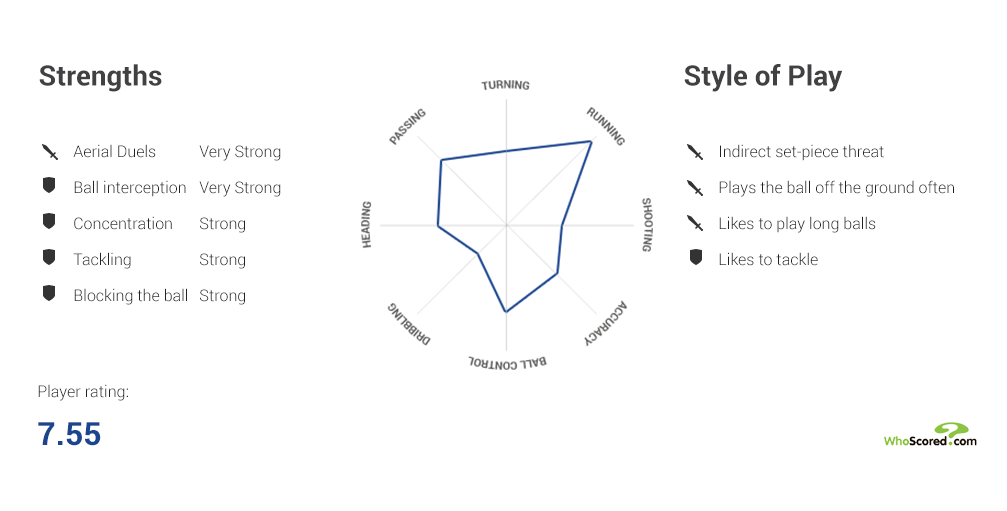 Strengths
Aerial Duels Very Strong
Ball interception Very Strong
Concentration Strong
Tackling Strong
Blocking the ball Strong
Player rating:
7.55
TURNING
RUNNING
SHOOTING
ACCURACY
BALL CONTROL
DRIBBLING
HEADING
PASSING
Style of Play
Indirect set-piece threat
Plays the ball off the ground often
Likes to play long balls
Likes to tackle
WhoScored.com